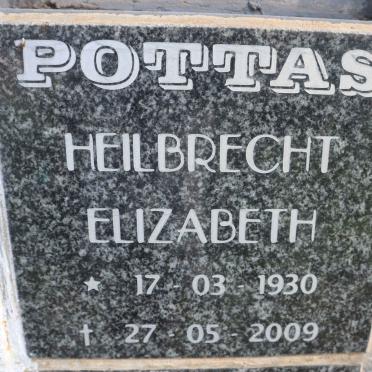 POTTAS
HEILBRECHT
ELIZABETH
* 17 - 03 - 1930
† 27 - 05 - 2009